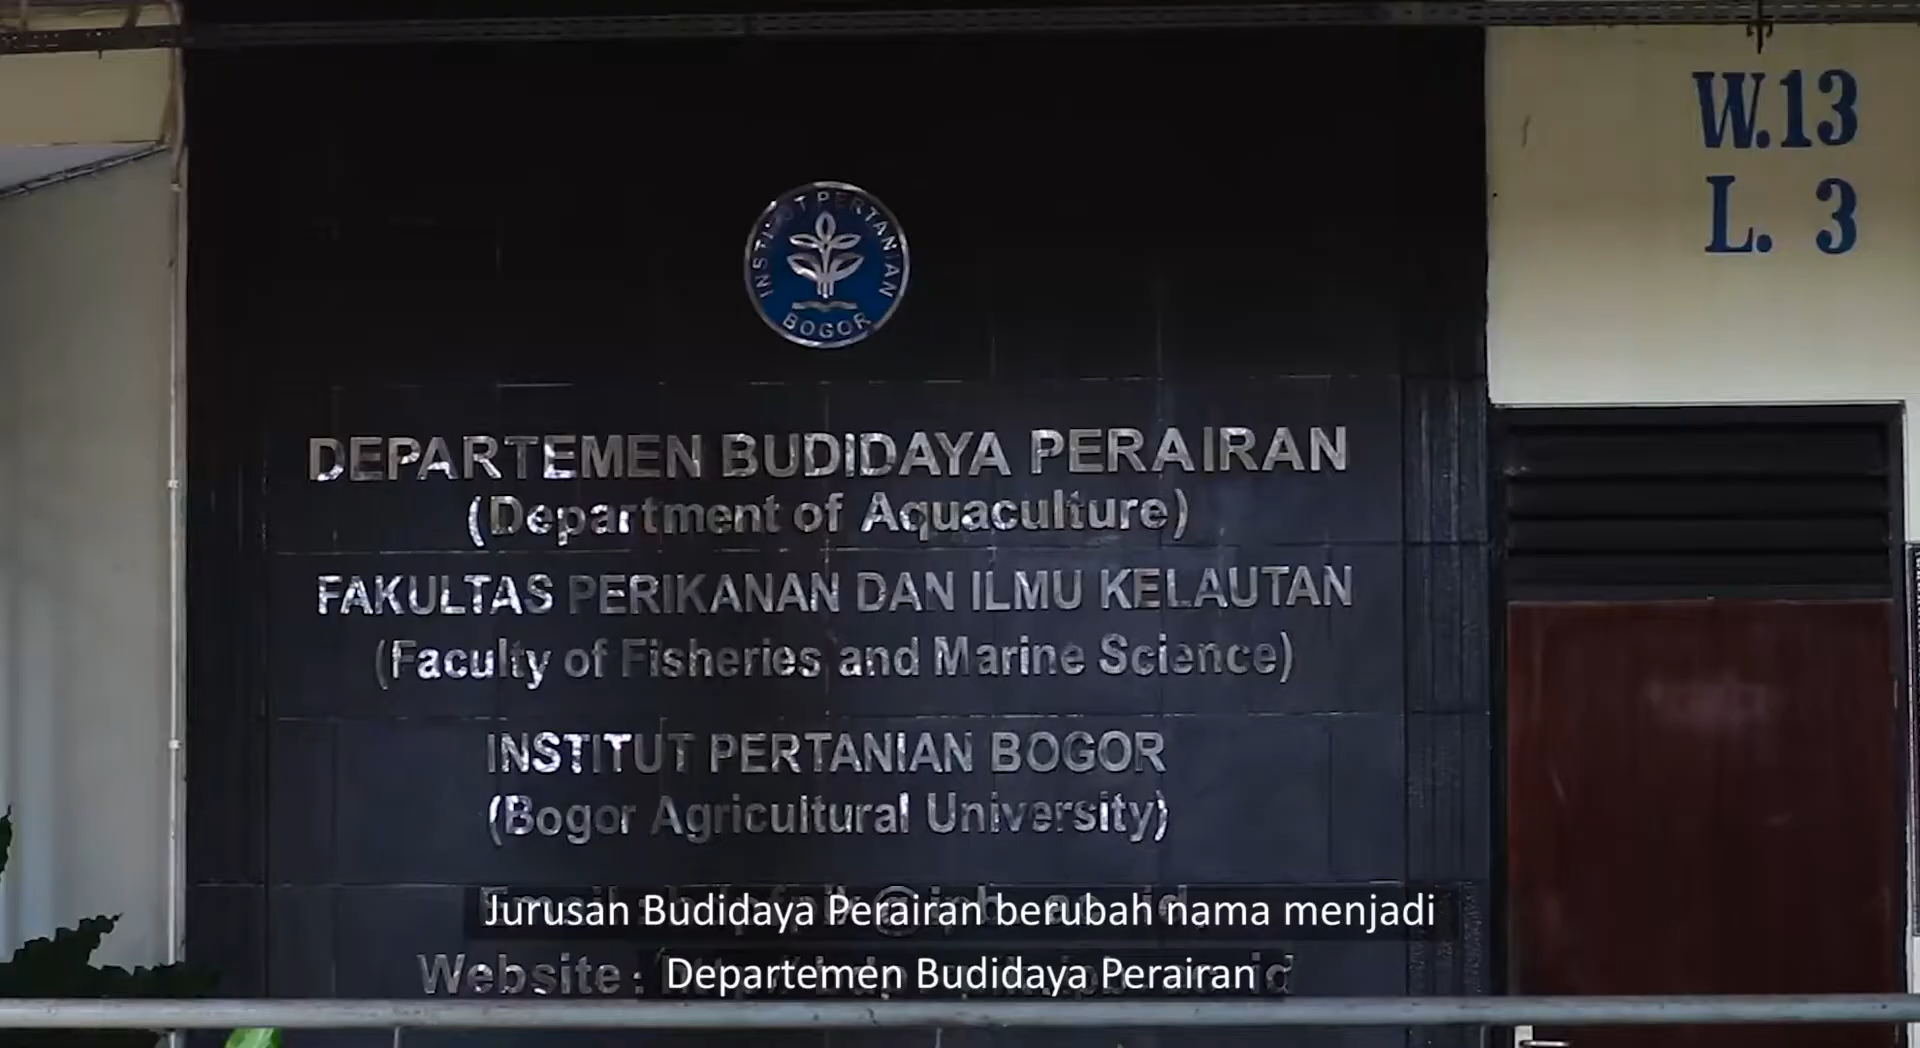 W.13
L. 3
INSTITUT PERTANIAN
BOGOR
DEPARTEMEN BUDIDAYA PERAIRAN
(Department of Aquaculture)
FAKULTAS PERIKANAN DAN ILMU KELAUTAN
(Faculty of Fisheries and Marine Science)
INSTITUT PERTANIAN BOGOR
(Bogor Agricultural University)
Website :
Jurusan Budidaya Perairan berubah nama menjadi
Departemen Budidaya Perairan